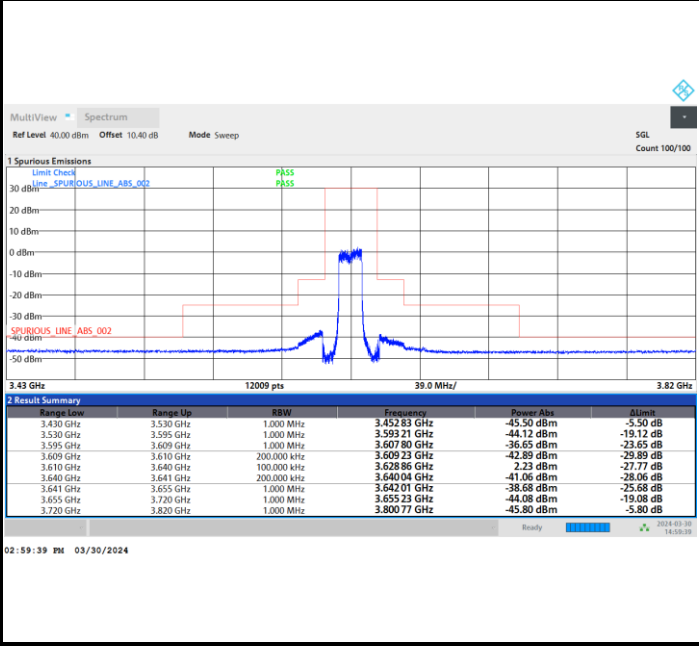 MultiView Spectrum
Ref Level 40.00 dBm Offset 10.40 dB Mode Sweep SGL
Count 100/100
1 Spurious Emissions
Limit Check PASS
Line _SPURIOUS_LINE_ABS_002 PASS
30 dBm
20 dBm
10 dBm
0 dBm
-10 dBm
-20 dBm
-30 dBm
_SPURIOUS_LINE_ABS_002
-40 dBm
-50 dBm
3.43 GHz 12009 pts 39.0 MHz/ 3.82 GHz
2 Result Summary
Range Low Range Up RBW Frequency Power Abs ΔLimit
3.430 GHz 3.530 GHz 1.000 MHz 3.452 83 GHz -45.50 dBm -5.50 dB
3.530 GHz 3.595 GHz 1.000 MHz 3.593 21 GHz -44.12 dBm -19.12 dB
3.595 GHz 3.609 GHz 1.000 MHz 3.607 80 GHz -36.65 dBm -23.65 dB
3.609 GHz 3.610 GHz 200.000 kHz 3.609 23 GHz -42.89 dBm -29.89 dB
3.610 GHz 3.640 GHz 100.000 kHz 3.628 86 GHz 2.23 dBm -27.77 dB
3.640 GHz 3.641 GHz 200.000 kHz 3.640 04 GHz -41.06 dBm -28.06 dB
3.641 GHz 3.655 GHz 1.000 MHz 3.642 01 GHz -38.68 dBm -25.68 dB
3.655 GHz 3.720 GHz 1.000 MHz 3.655 23 GHz -44.08 dBm -19.08 dB
3.720 GHz 3.820 GHz 1.000 MHz 3.800 77 GHz -45.80 dBm -5.80 dB
Ready 2024-03-30
14:59:39
02:59:39 PM 03/30/2024